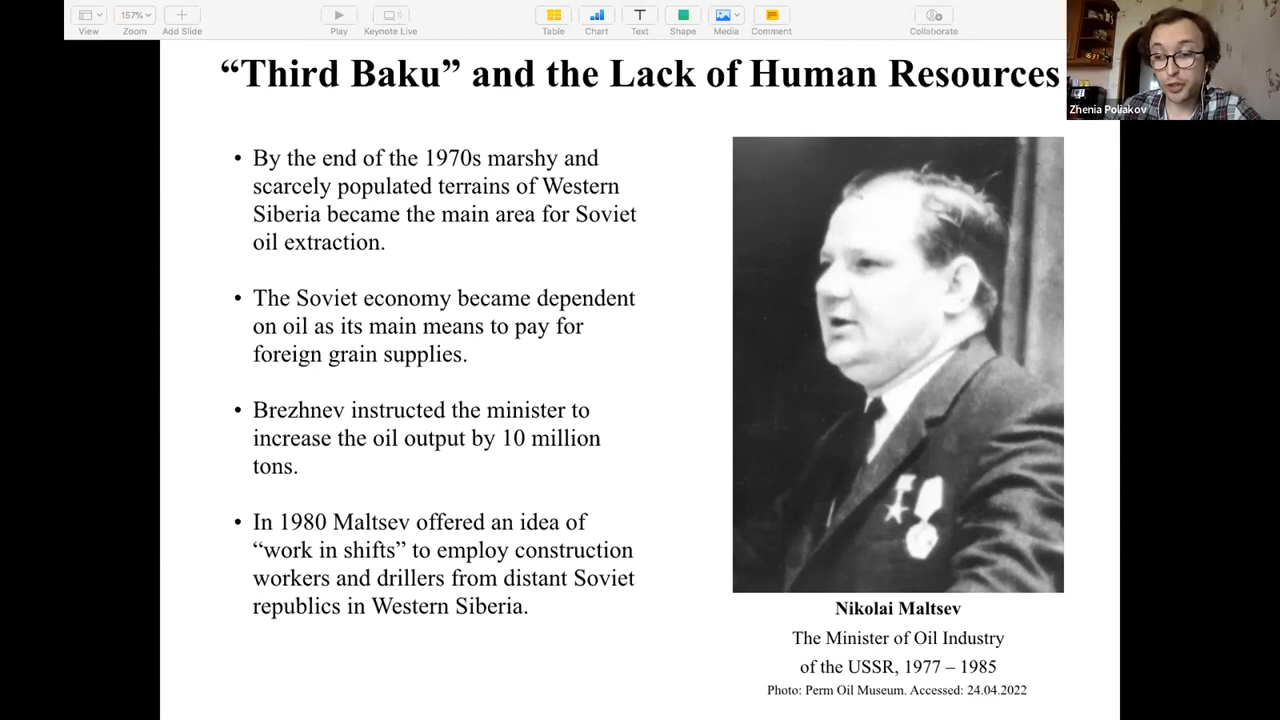 157%
View
Zoom
Add Slide
Play
Keynote Live
Table
Chart
Text
Shape
Media
Comment
Collaborate
Zhenia Poliakov
“Third Baku” and the Lack of Human Resources
• By the end of the 1970s marshy and
scarcely populated terrains of Western
Siberia became the main area for Soviet
oil extraction.
• The Soviet economy became dependent
on oil as its main means to pay for
foreign grain supplies.
• Brezhnev instructed the minister to
increase the oil output by 10 million
tons.
• In 1980 Maltsev offered an idea of
“work in shifts” to employ construction
workers and drillers from distant Soviet
republics in Western Siberia.
Nikolai Maltsev
The Minister of Oil Industry
of the USSR, 1977 – 1985
Photo: Perm Oil Museum. Accessed: 24.04.2022